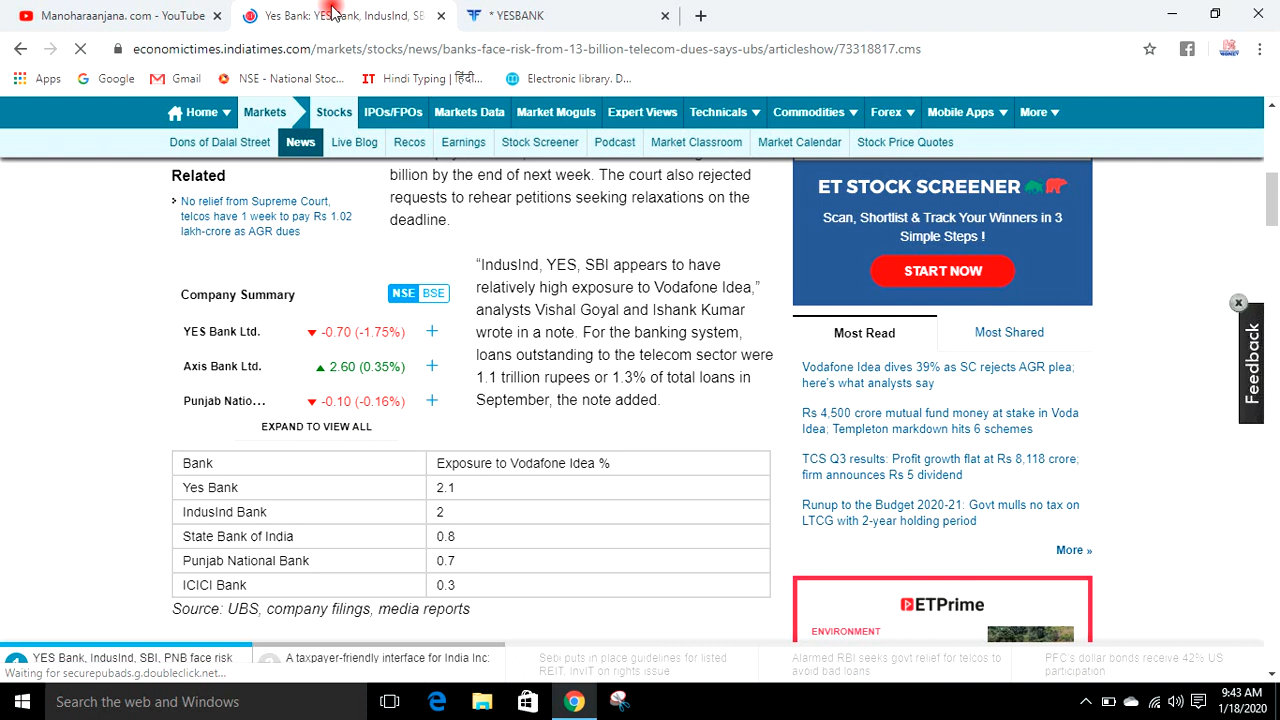 Manoharaanjana. com - YouTube
Yes Bank: YESBank, IndusInd, SB
* YESBANK
economictimes.indiatimes.com/markets/stocks/news/banks-face-risk-from-13-billion-telecom-dues-says-ubs/articleshow/73318817.cms
Apps
Google
Gmail
NSE - National Stoc...
IT Hindi Typing | हिंदी...
Electronic library. D...
Home
Markets
Stocks
IPOs/FPOs
Markets Data
Market Moguls
Expert Views
Technicals
Commodities
Forex
Mobile Apps
More
Dons of Dalal Street
News
Live Blog
Recos
Earnings
Stock Screener
Podcast
Market Classroom
Market Calendar
Stock Price Quotes
Related
No relief from Supreme Court,
telcos have 1 week to pay Rs 1.02
lakh-crore as AGR dues
billion by the end of next week. The court also rejected
requests to rehear petitions seeking relaxations on the
deadline.
Company Summary
NSE BSE
YES Bank Ltd. -0.70 (-1.75%) +
Axis Bank Ltd. 2.60 (0.35%) +
Punjab Natio... -0.10 (-0.16%) +
EXPAND TO VIEW ALL
“IndusInd, YES, SBI appears to have
relatively high exposure to Vodafone Idea,”
analysts Vishal Goyal and Ishank Kumar
wrote in a note. For the banking system,
loans outstanding to the telecom sector were
1.1 trillion rupees or 1.3% of total loans in
September, the note added.
Bank Exposure to Vodafone Idea %
Yes Bank 2.1
IndusInd Bank 2
State Bank of India 0.8
Punjab National Bank 0.7
ICICI Bank 0.3
Source: UBS, company filings, media reports
ET STOCK SCREENER
Scan, Shortlist & Track Your Winners in 3
Simple Steps !
START NOW
Most Read
Most Shared
Vodafone Idea dives 39% as SC rejects AGR plea;
here's what analysts say
Rs 4,500 crore mutual fund money at stake in Voda
Idea; Templeton markdown hits 6 schemes
TCS Q3 results: Profit growth flat at Rs 8,118 crore;
firm announces Rs 5 dividend
Runup to the Budget 2020-21: Govt mulls no tax on
LTCG with 2-year holding period
More »
ETPrime
ENVIRONMENT
Feedback
YES Bank, IndusInd, SBI, PNB face risk
A taxpayer-friendly interface for India Inc:
Sebi puts in place guidelines for listed
REIT, InvIT on rights issue
Alarmed RBI seeks govt relief for telcos to
avoid bad loans
PFC's dollar bonds receive 42% US
participation
Waiting for securepubads.g.doubleclick.net...
Search the Web and Windows
9:43 AM
1/18/2020